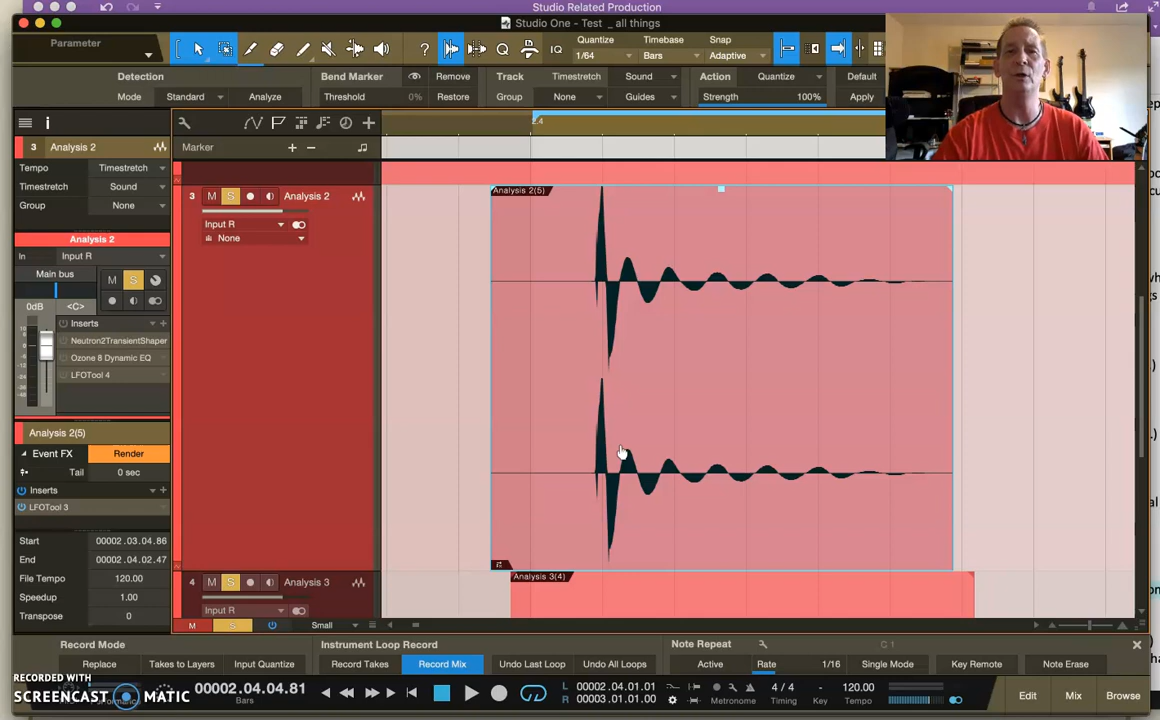 Studio Related Production
Studio One - Test _ all things
Parameter
? IQ Quantize Timebase Snap
1/64 Bars Adaptive
Detection Bend Marker Remove Track Timestretch Sound Action Quantize Default
Mode Standard Analyze Threshold 0% Restore Group None Guides Strength 100% Apply
i
2.4
Marker
3 Analysis 2
Tempo Timestretch
Timestretch Sound
Group None
Analysis 2
In Input R
Main bus
M S
0dB <C>
Inserts
Neutron2TransientShaper
Ozone 8 Dynamic EQ
LFOTool 4
Analysis 2(5)
Event FX Render
Tail 0 sec
Inserts
LFOTool 3
Start 00002.03.04.86
End 00002.04.02.47
File Tempo 120.00
Speedup 1.00
Transpose 0
3 M S Analysis 2
Input R
None
Analysis 2(5)
4 M S Analysis 3
Input R
Analysis 3(4)
M S Small
Record Mode Instrument Loop Record Note Repeat C 1
Replace Takes to Layers Input Quantize Record Takes Record Mix Undo Last Loop Undo All Loops Active Rate 1/16 Single Mode Key Remote Note Erase
RECORDED WITH
SCREENCAST MATIC
00002.04.04.81
Bars
L 00002.04.01.01
R 00003.01.01.00
Metronome
4 / 4
Timing
-
Key
120.00
Tempo
Edit Mix Browse